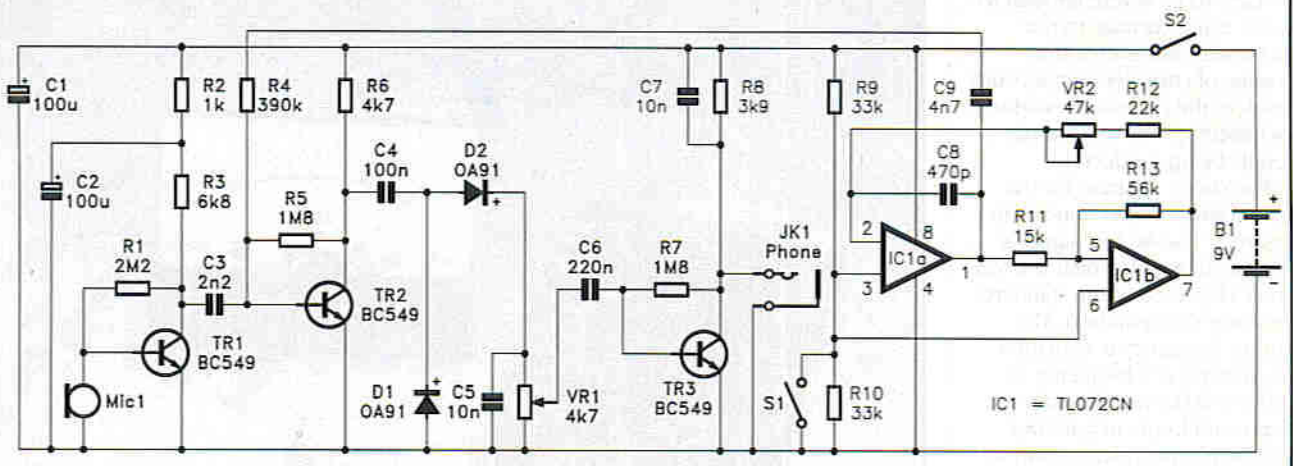 S2
C1
100u
R2
1k
R4
390k
R6
4k7
C7
10n
R8
3k9
R9
33k
C9
4n7
VR2
47k
R12
22k
C2
100u
R3
6k8
C4
100n
D2
OA91
C8
470p
R13
56k
R5
1M8
R1
2M2
C3
2n2
TR2
BC549
C6
220n
R7
1M8
JK1
Phone
2
8
IC1a
1
3
4
R11
15k
5
IC1b
7
6
B1
9V
+
−
TR1
BC549
Mic1
D1
OA91
C5
10n
VR1
4k7
TR3
BC549
S1
R10
33k
IC1 = TL072CN